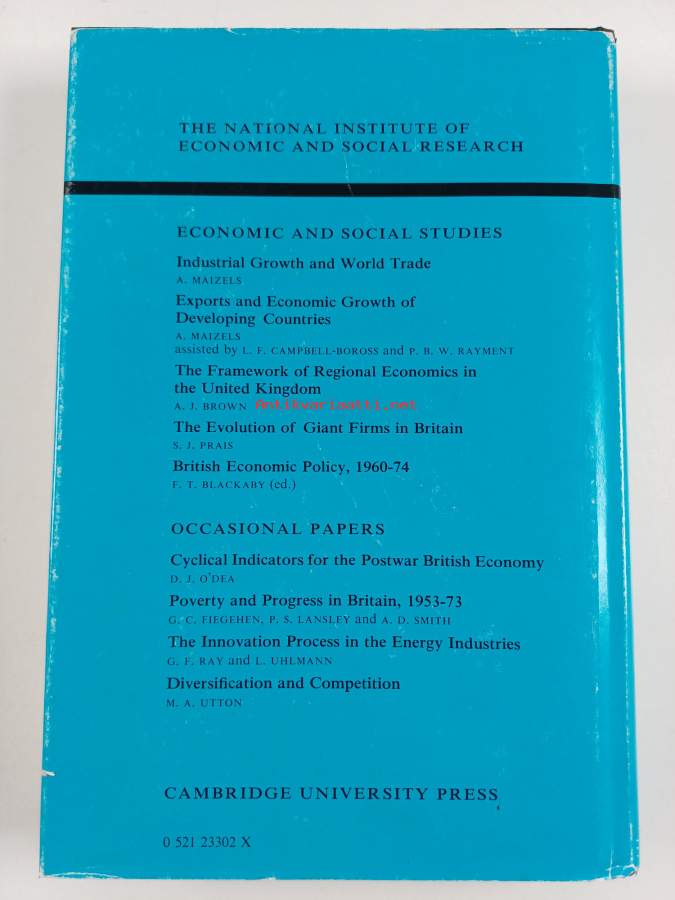 THE NATIONAL INSTITUTE OF
ECONOMIC AND SOCIAL RESEARCH
ECONOMIC AND SOCIAL STUDIES
Industrial Growth and World Trade
A. MAIZELS
Exports and Economic Growth of
Developing Countries
A. MAIZELS
assisted by L. F. CAMPBELL-BOROSS and P. B. W. RAYMENT
The Framework of Regional Economics in
the United Kingdom
A. J. BROWN Antikvariaatti.net
The Evolution of Giant Firms in Britain
S. J. PRAIS
British Economic Policy, 1960-74
F. T. BLACKABY (ed.)
OCCASIONAL PAPERS
Cyclical Indicators for the Postwar British Economy
D. J. O'DEA
Poverty and Progress in Britain, 1953-73
G. C. FIEGEHEN, P. S. LANSLEY and A. D. SMITH
The Innovation Process in the Energy Industries
G. F. RAY and L. UHLMANN
Diversification and Competition
M. A. UTTON
CAMBRIDGE UNIVERSITY PRESS
0 521 23302 X